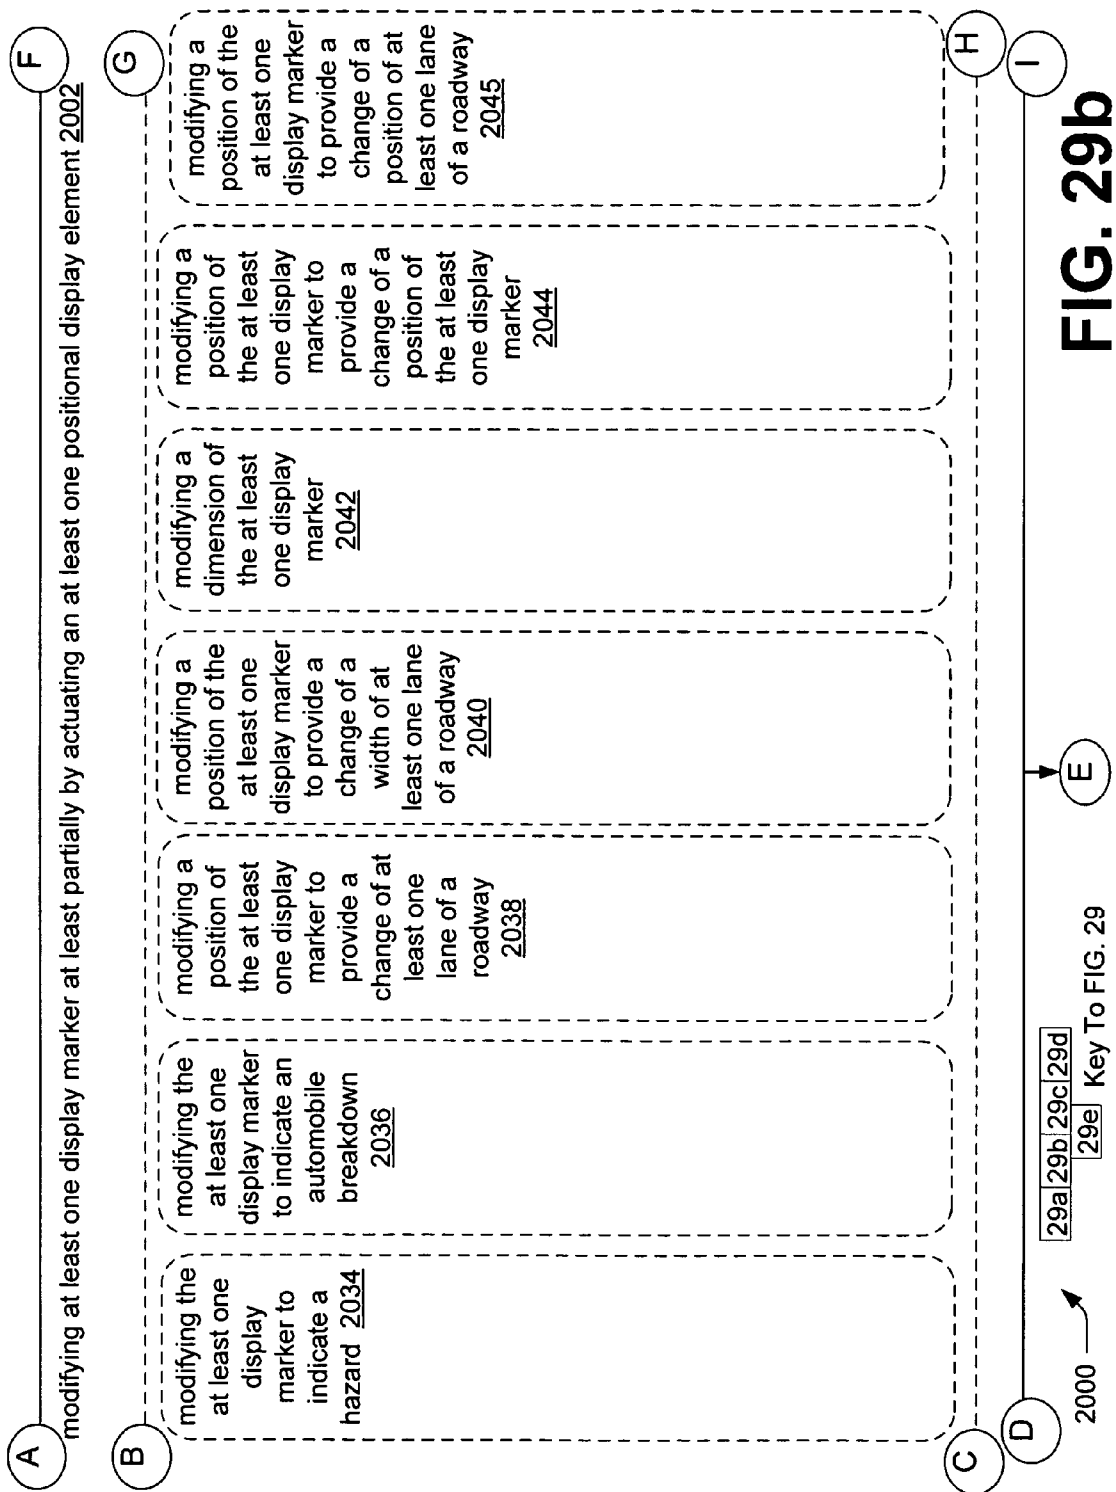 A
F
modifying at least one display marker at least partially by actuating an at least one positional display element 2002
B
G
modifying the
at least one
display
marker to
indicate a
hazard 2034
modifying the
at least one
display marker
to indicate an
automobile
breakdown
2036
modifying a
position of
the at least
one display
marker to
provide a
change of at
least one
lane of a
roadway
2038
modifying a
position of the
at least one
display marker
to provide a
change of a
width of at
least one lane
of a roadway
2040
modifying a
dimension of
the at least
one display
marker
2042
modifying a
position of
the at least
one display
marker to
provide a
change of a
position of
the at least
one display
marker
2044
modifying a
position of the
at least one
display marker
to provide a
change of a
position of at
least one lane
of a roadway
2045
C
H
D
I
E
2000
29a 29b 29c 29d
29e Key To FIG. 29
FIG. 29b